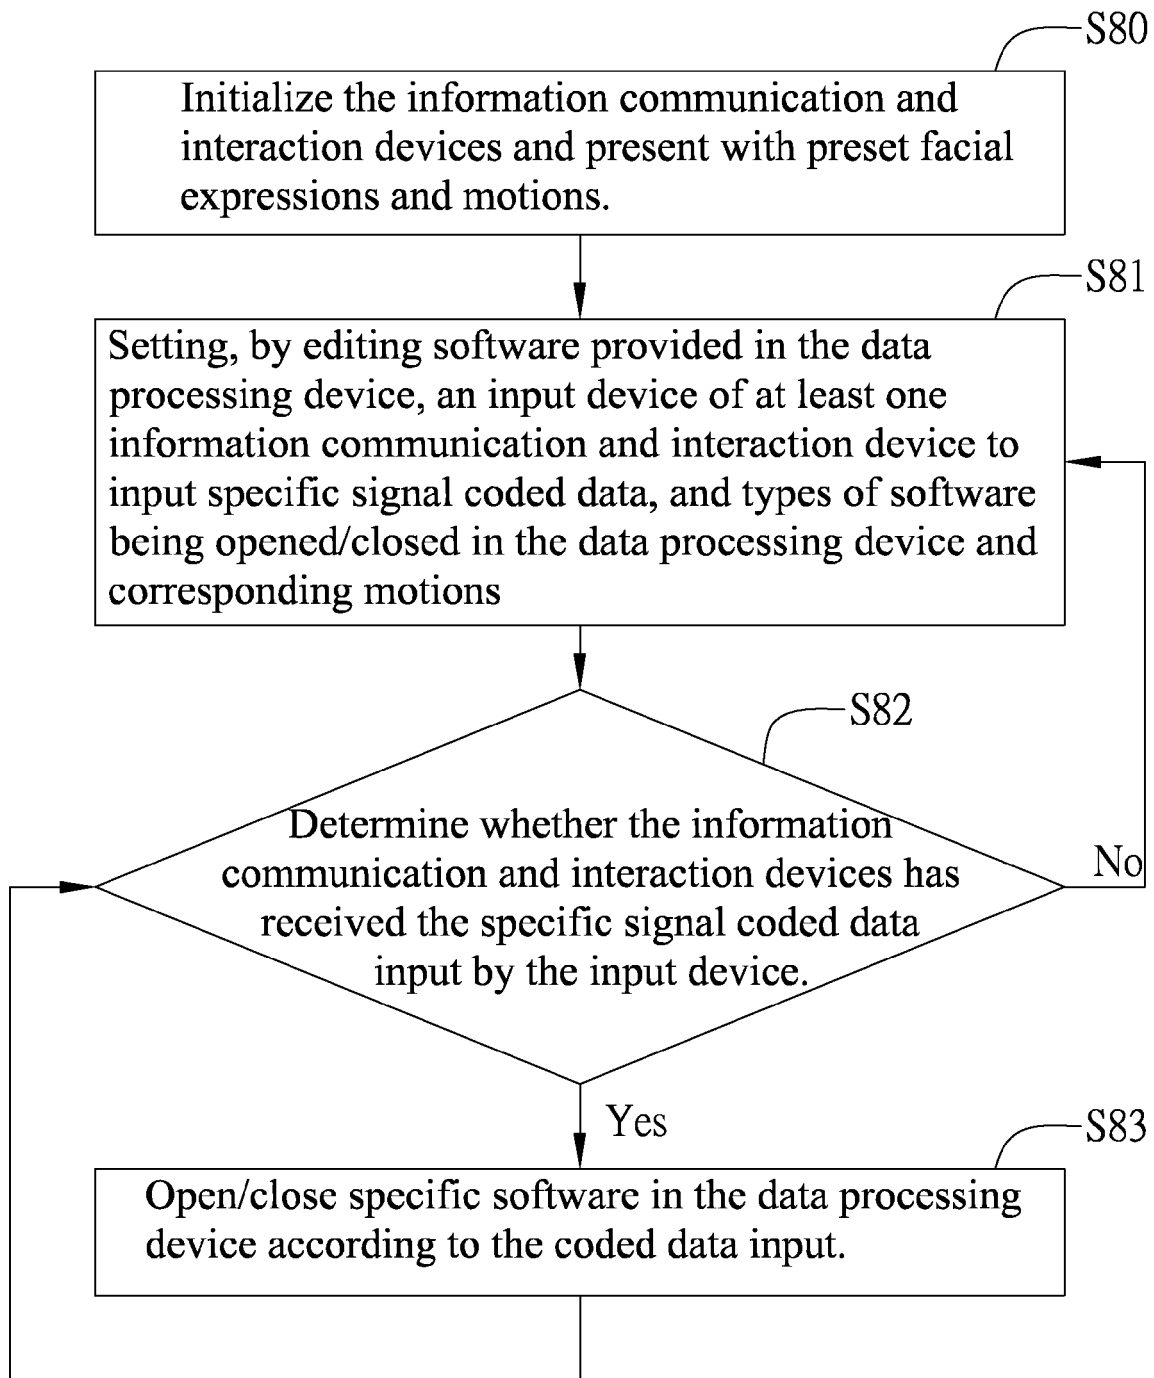 S80
Initialize the information communication and
interaction devices and present with preset facial
expressions and motions.
S81
Setting, by editing software provided in the data
processing device, an input device of at least one
information communication and interaction device to
input specific signal coded data, and types of software
being opened/closed in the data processing device and
corresponding motions
S82
Determine whether the information
communication and interaction devices has
received the specific signal coded data
input by the input device.
No
Yes
S83
Open/close specific software in the data processing
device according to the coded data input.